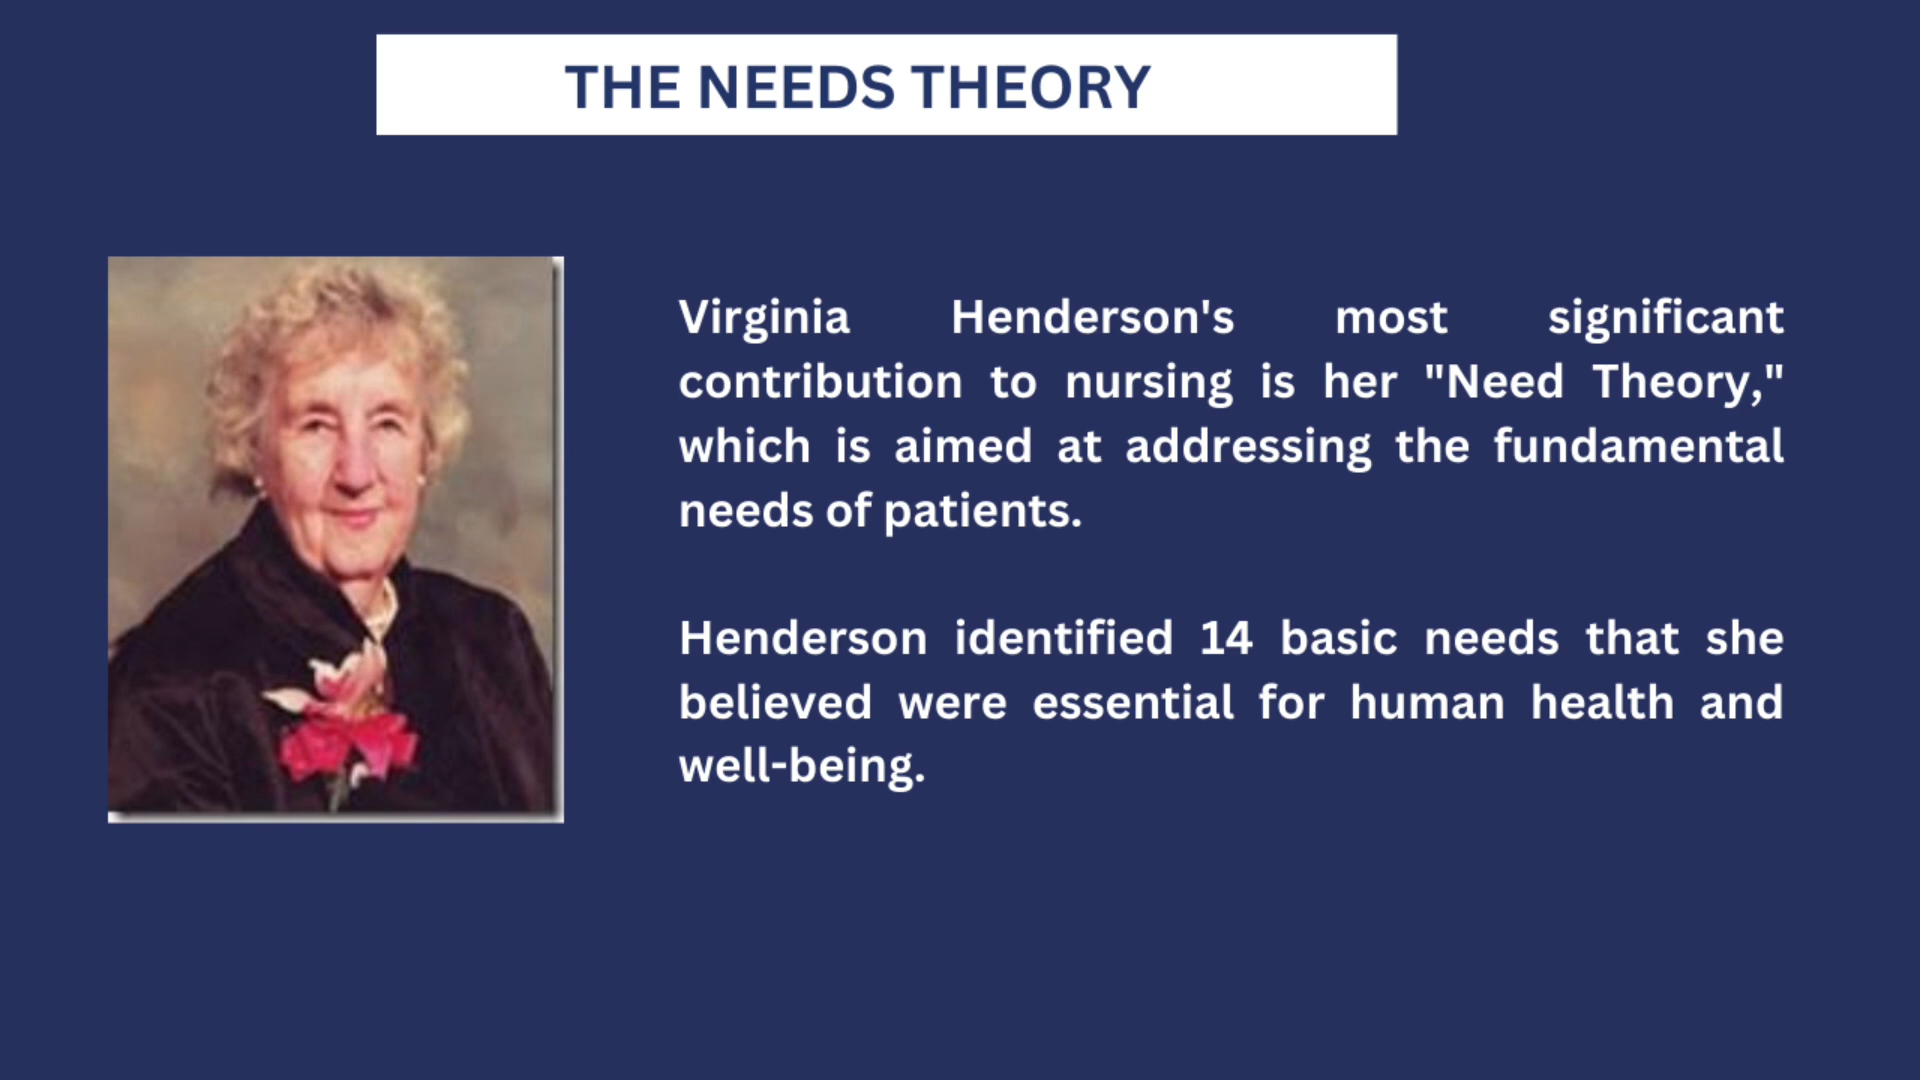 THE NEEDS THEORY
Virginia Henderson's most significant
contribution to nursing is her "Need Theory,"
which is aimed at addressing the fundamental
needs of patients.
Henderson identified 14 basic needs that she
believed were essential for human health and
well-being.